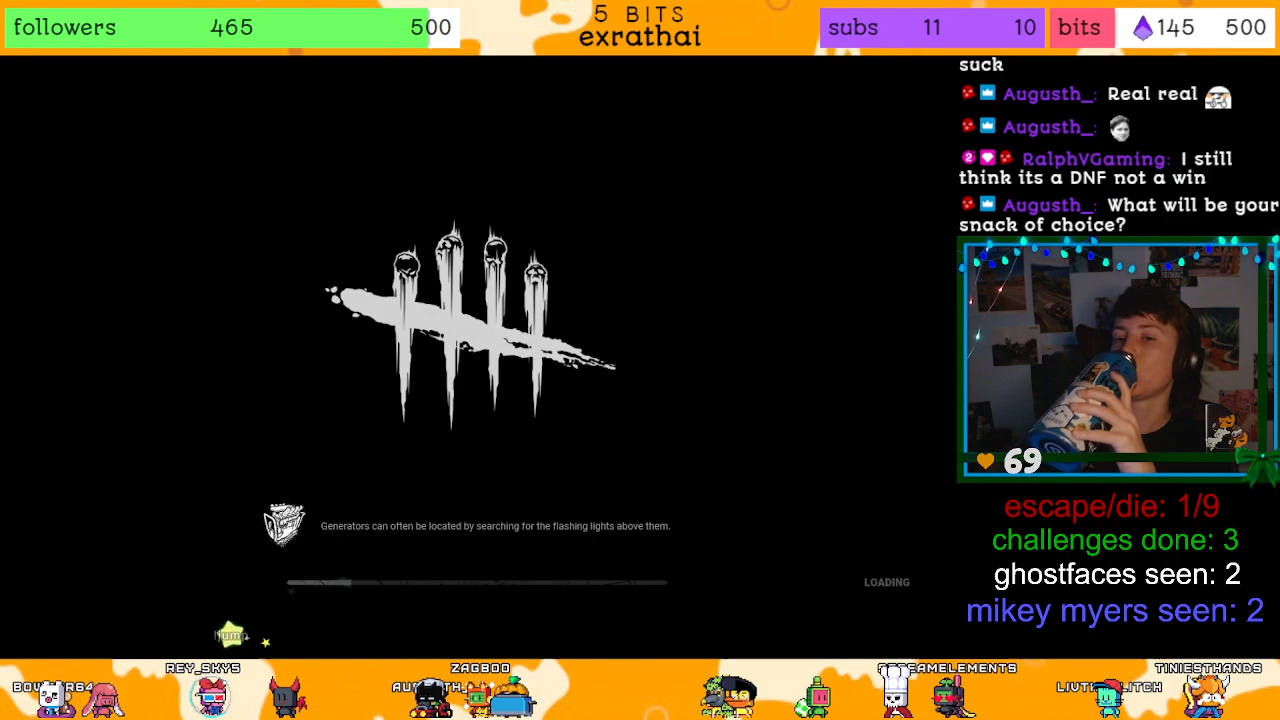 followers 465 500
5 BITS
exrathai
subs 11 10
bits 145 500
suck
Augusth_: Real real
Augusth_:
2 RalphVGaming: I still
think its a DNF not a win
Augusth_: What will be your
snack of choice?
69
Generators can often be located by searching for the flashing lights above them.
LOADING
escape/die: 1/9
challenges done: 3
ghostfaces seen: 2
mikey myers seen: 2
REY_SKYS
ZAGBOO
TINIESTHANDS